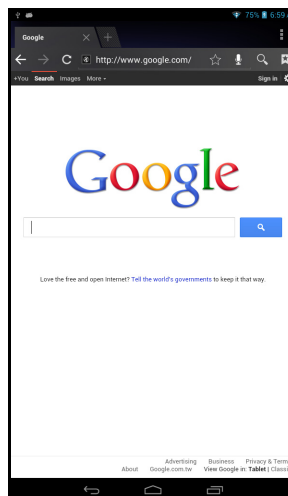 75% 6:59
Google
http://www.google.com/
+You Search Images More Sign in
Google
Love the free and open Internet? Tell the world's governments to keep it that way.
Advertising Business Privacy & Term
About Google.com.tw View Google in: Tablet | Classi